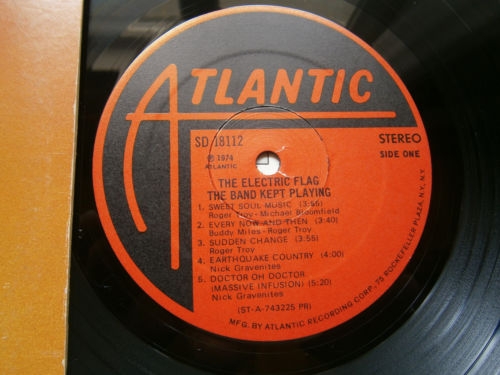 ATLANTIC
SD 18112
STEREO
℗ 1974
ATLANTIC
SIDE ONE
THE ELECTRIC FLAG
THE BAND KEPT PLAYING
1. SWEET SOUL MUSIC (3:55)
Roger Troy-Michael Bloomfield
2. EVERY NOW AND THEN (3:40)
Buddy Miles-Roger Troy
3. SUDDEN CHANGE (3:55)
Roger Troy
4. EARTHQUAKE COUNTRY (4:00)
Nick Gravenites
5. DOCTOR OH DOCTOR
(MASSIVE INFUSION) (5:20)
Nick Gravenites
(ST-A-743225 PR)
MFG. BY ATLANTIC RECORDING CORP., 75 ROCKEFELLER PLAZA, N.Y., N.Y.